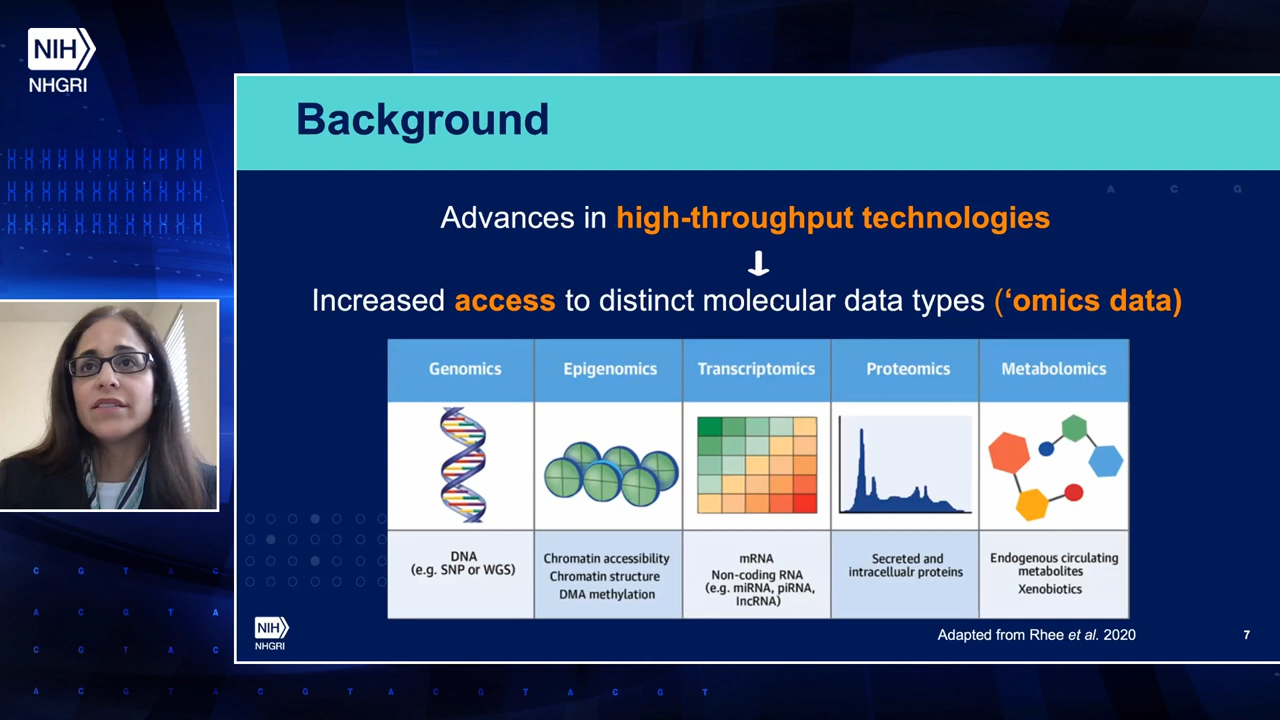 NIH
NHGRI
Background
A C G
Advances in high-throughput technologies
Increased access to distinct molecular data types (‘omics data)
Genomics Epigenomics Transcriptomics Proteomics Metabolomics
DNA
(e.g. SNP or WGS)
Chromatin accessibility
Chromatin structure
DMA methylation
mRNA
Non-coding RNA
(e.g. miRNA, piRNA,
lncRNA)
Secreted and
intracellualr proteins
Endogenous circulating
metabolites
Xenobiotics
NIH
NHGRI
Adapted from Rhee et al. 2020
7
C G T A C
A C G T A
C G T A C
A C G T A C G T A C G T A C G T